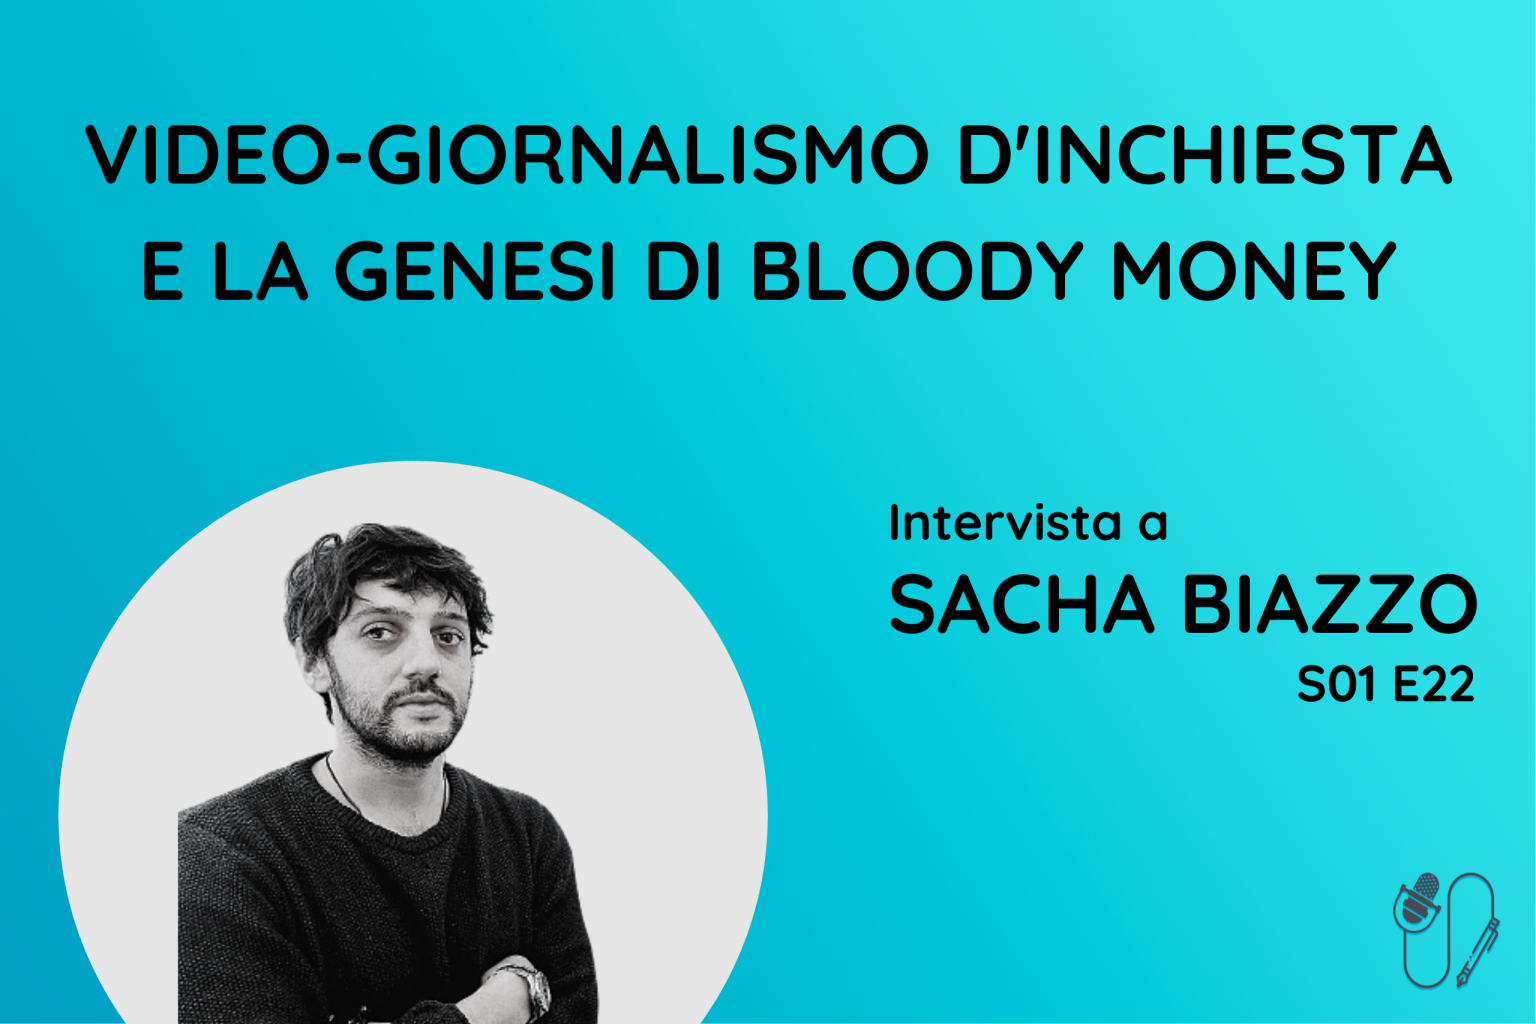 VIDEO-GIORNALISMO D'INCHIESTA
E LA GENESI DI BLOODY MONEY
Intervista a
SACHA BIAZZO
S01 E22